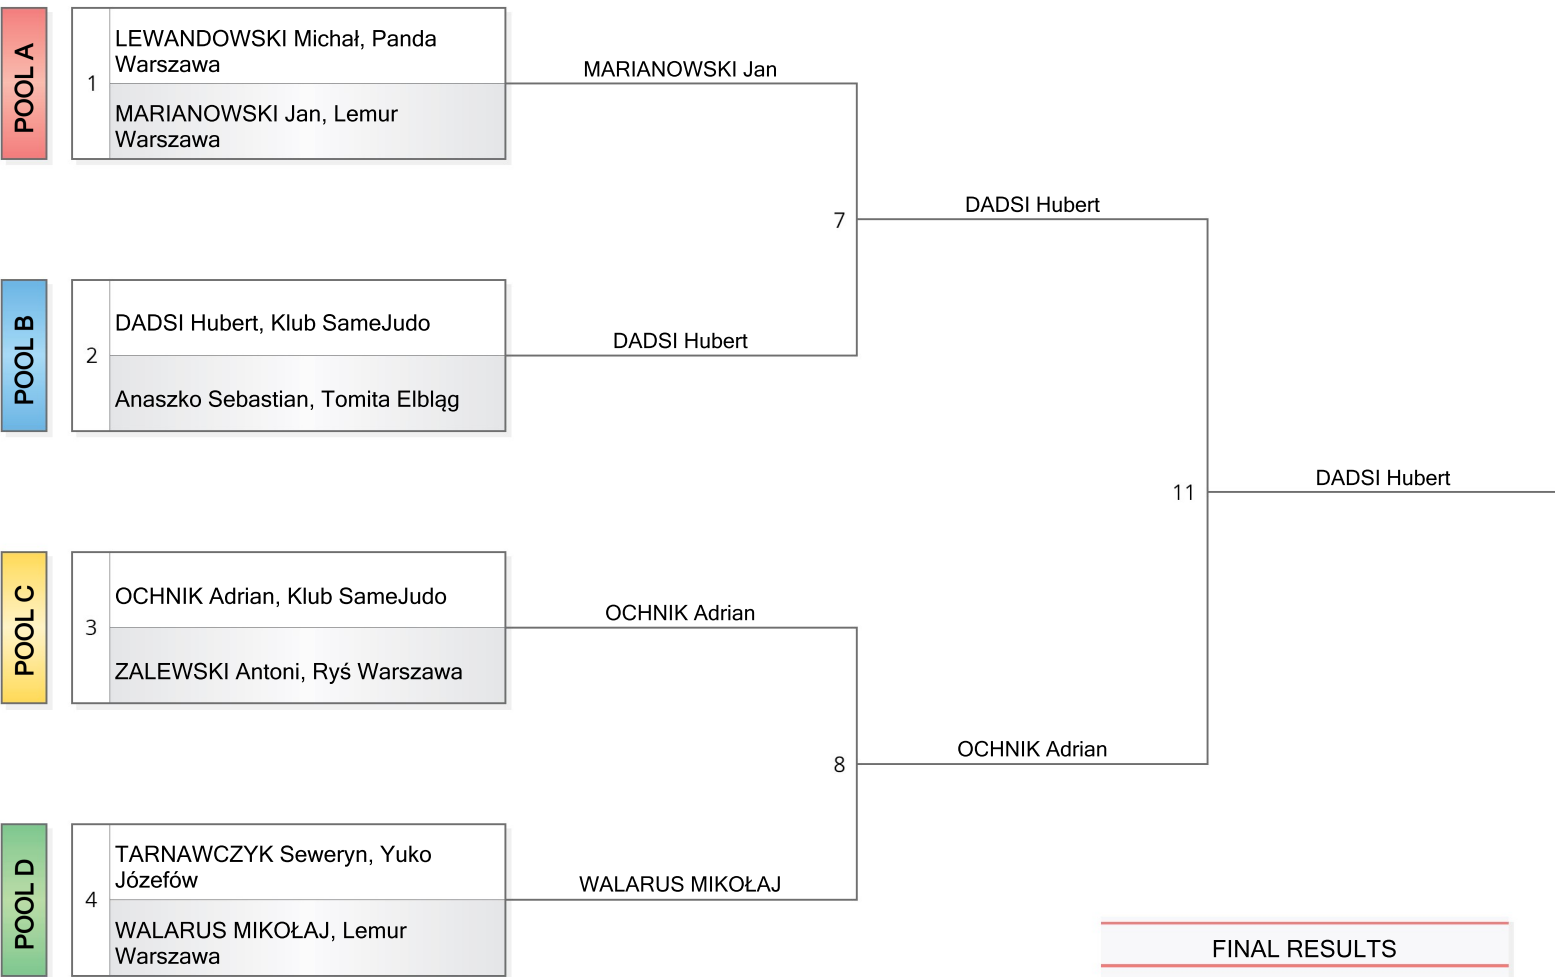 POOL A
1
LEWANDOWSKI Michał, Panda
Warszawa
MARIANOWSKI Jan, Lemur
Warszawa
MARIANOWSKI Jan
7
DADSI Hubert
POOL B
2
DADSI Hubert, Klub SameJudo
Anaszko Sebastian, Tomita Elbląg
DADSI Hubert
11
DADSI Hubert
POOL C
3
OCHNIK Adrian, Klub SameJudo
ZALEWSKI Antoni, Ryś Warszawa
OCHNIK Adrian
8
OCHNIK Adrian
POOL D
4
TARNAWCZYK Seweryn, Yuko
Józefów
WALARUS MIKOŁAJ, Lemur
Warszawa
WALARUS MIKOŁAJ
FINAL RESULTS